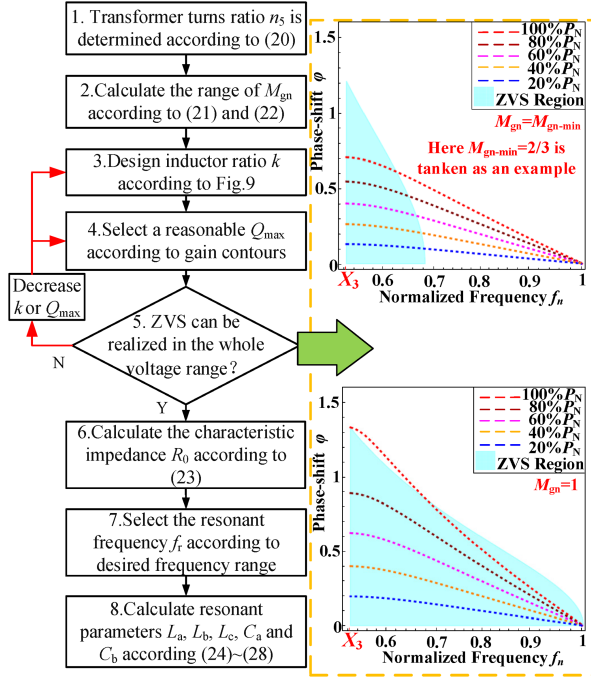 1. Transformer turns ratio n5 is
determined according to (20)
2.Calculate the range of Mgn
according to (21) and (22)
3.Design inductor ratio k
according to Fig.9
4.Select a reasonable Qmax
according to gain contours
Decrease
k or Qmax
5. ZVS can be
realized in the whole
voltage range?
N
Y
6.Calculate the characteristic
impedance R0 according to
(23)
7.Select the resonant
frequency fr according to
desired frequency range
8.Calculate resonant
parameters La, Lb, Lc, Ca and
Cb according (24)~(28)
Phase-shift φ
1.5
1
0.5
0
100%PN
80%PN
60%PN
40%PN
20%PN
ZVS Region
Mgn=Mgn-min
Here Mgn-min=2/3 is
tanken as an example
X3
0.6
0.7
0.8
0.9
1
Normalized Frequency fn
Phase-shift φ
1.5
1
0.5
0
100%PN
80%PN
60%PN
40%PN
20%PN
ZVS Region
Mgn=1
X3
0.6
0.7
0.8
0.9
1
Normalized Frequency fn